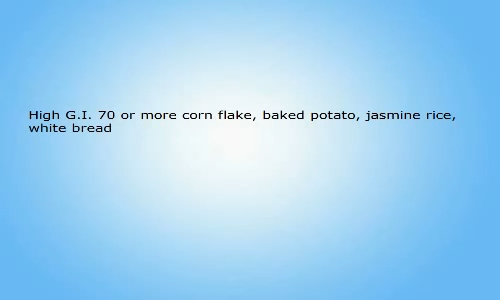 High G.I. 70 or more corn flake, baked potato, jasmine rice,
white bread